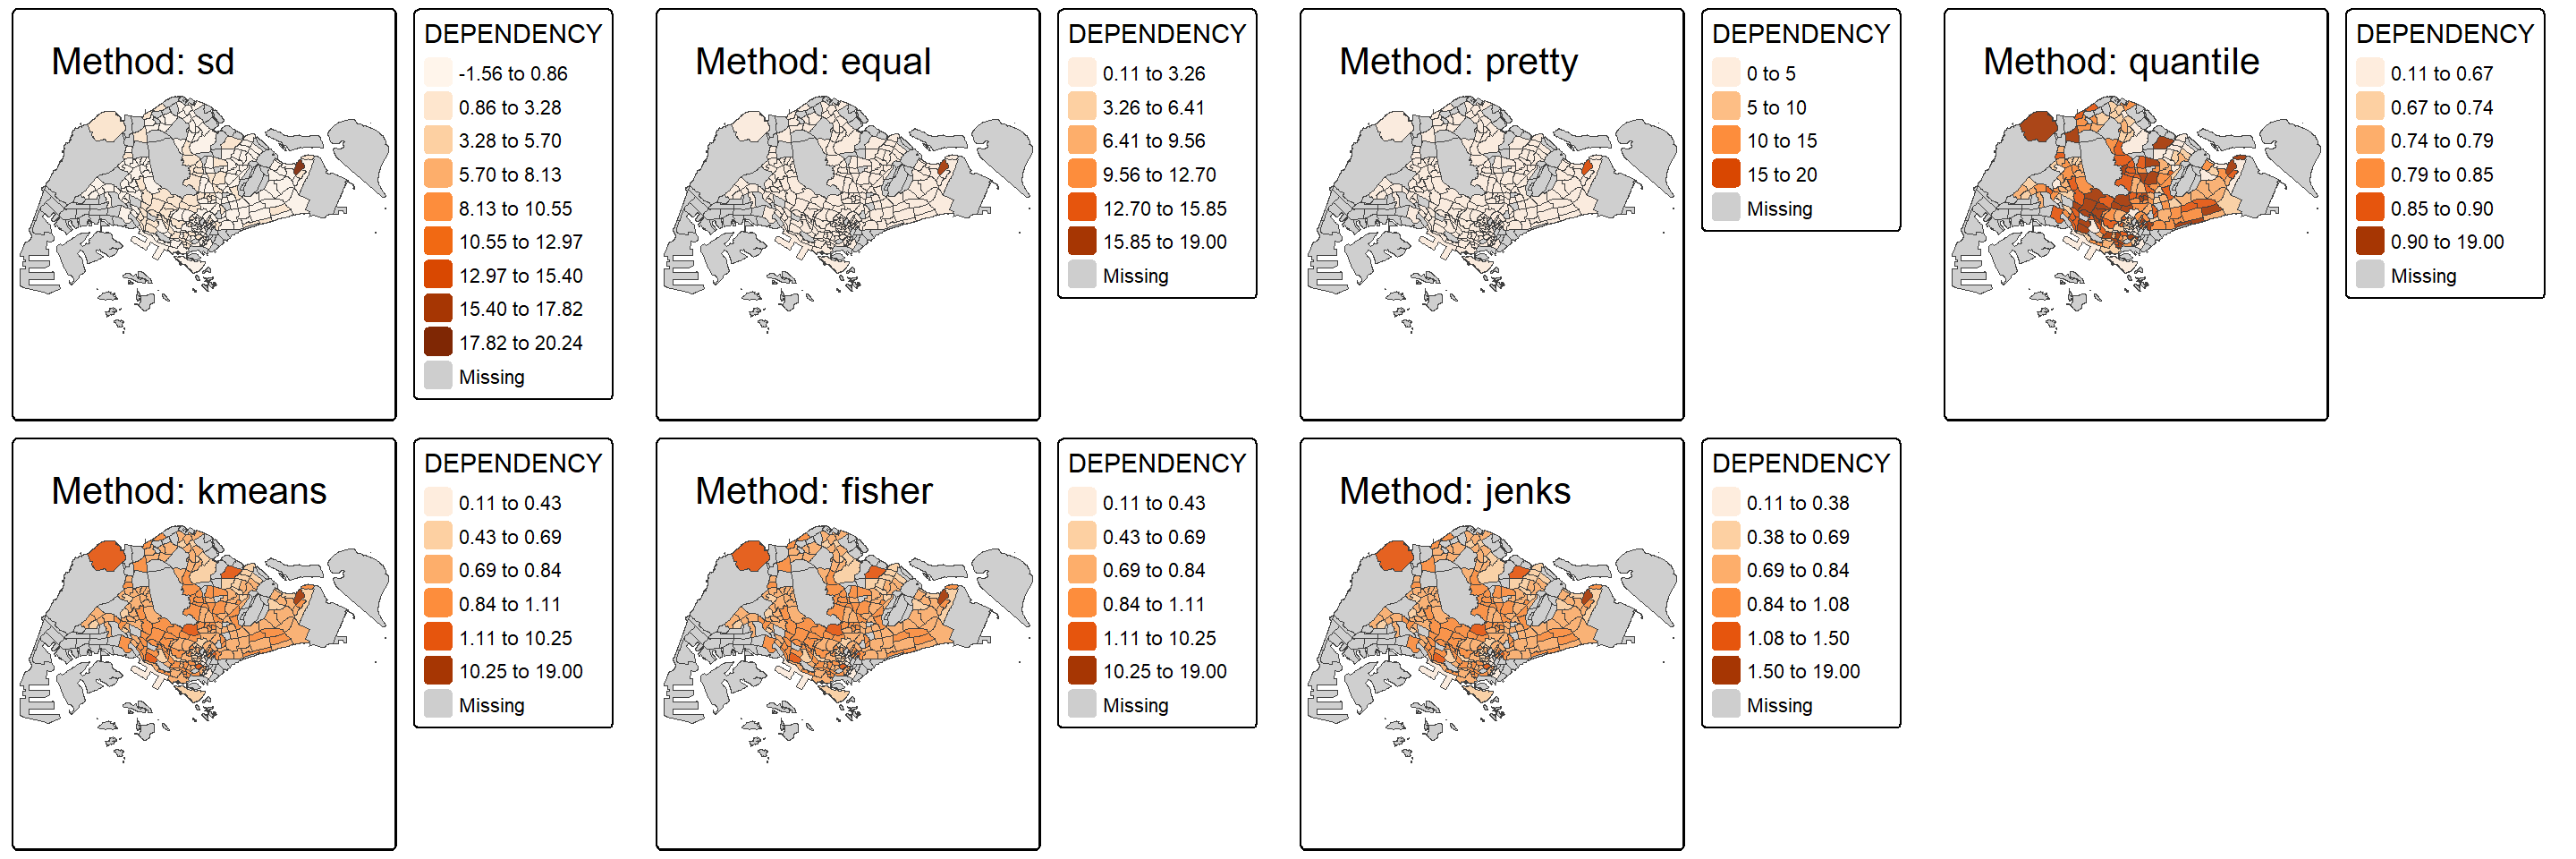 Method: sd
DEPENDENCY
-1.56 to 0.86
0.86 to 3.28
3.28 to 5.70
5.70 to 8.13
8.13 to 10.55
10.55 to 12.97
12.97 to 15.40
15.40 to 17.82
17.82 to 20.24
Missing
Method: equal
DEPENDENCY
0.11 to 3.26
3.26 to 6.41
6.41 to 9.56
9.56 to 12.70
12.70 to 15.85
15.85 to 19.00
Missing
Method: pretty
DEPENDENCY
0 to 5
5 to 10
10 to 15
15 to 20
Missing
Method: quantile
DEPENDENCY
0.11 to 0.67
0.67 to 0.74
0.74 to 0.79
0.79 to 0.85
0.85 to 0.90
0.90 to 19.00
Missing
Method: kmeans
DEPENDENCY
0.11 to 0.43
0.43 to 0.69
0.69 to 0.84
0.84 to 1.11
1.11 to 10.25
10.25 to 19.00
Missing
Method: fisher
DEPENDENCY
0.11 to 0.43
0.43 to 0.69
0.69 to 0.84
0.84 to 1.11
1.11 to 10.25
10.25 to 19.00
Missing
Method: jenks
DEPENDENCY
0.11 to 0.38
0.38 to 0.69
0.69 to 0.84
0.84 to 1.08
1.08 to 1.50
1.50 to 19.00
Missing